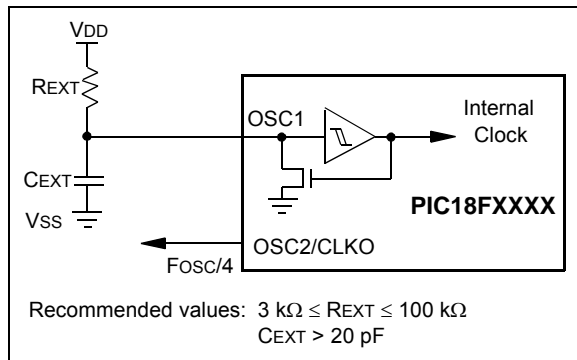 VDD
REXT
OSC1
Internal
Clock
CEXT
PIC18FXXXX
VSS
OSC2/CLKO
FOSC/4
Recommended values: 3 kΩ ≤ REXT ≤ 100 kΩ
CEXT > 20 pF